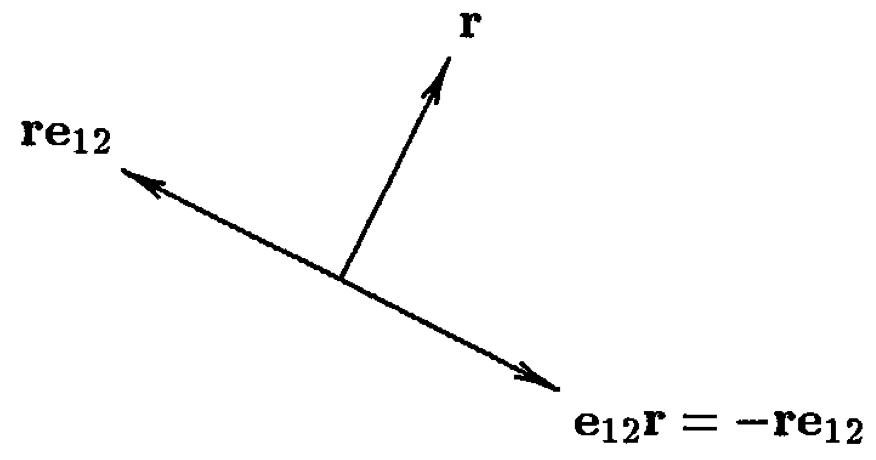 r
re₁₂
e₁₂r = −re₁₂